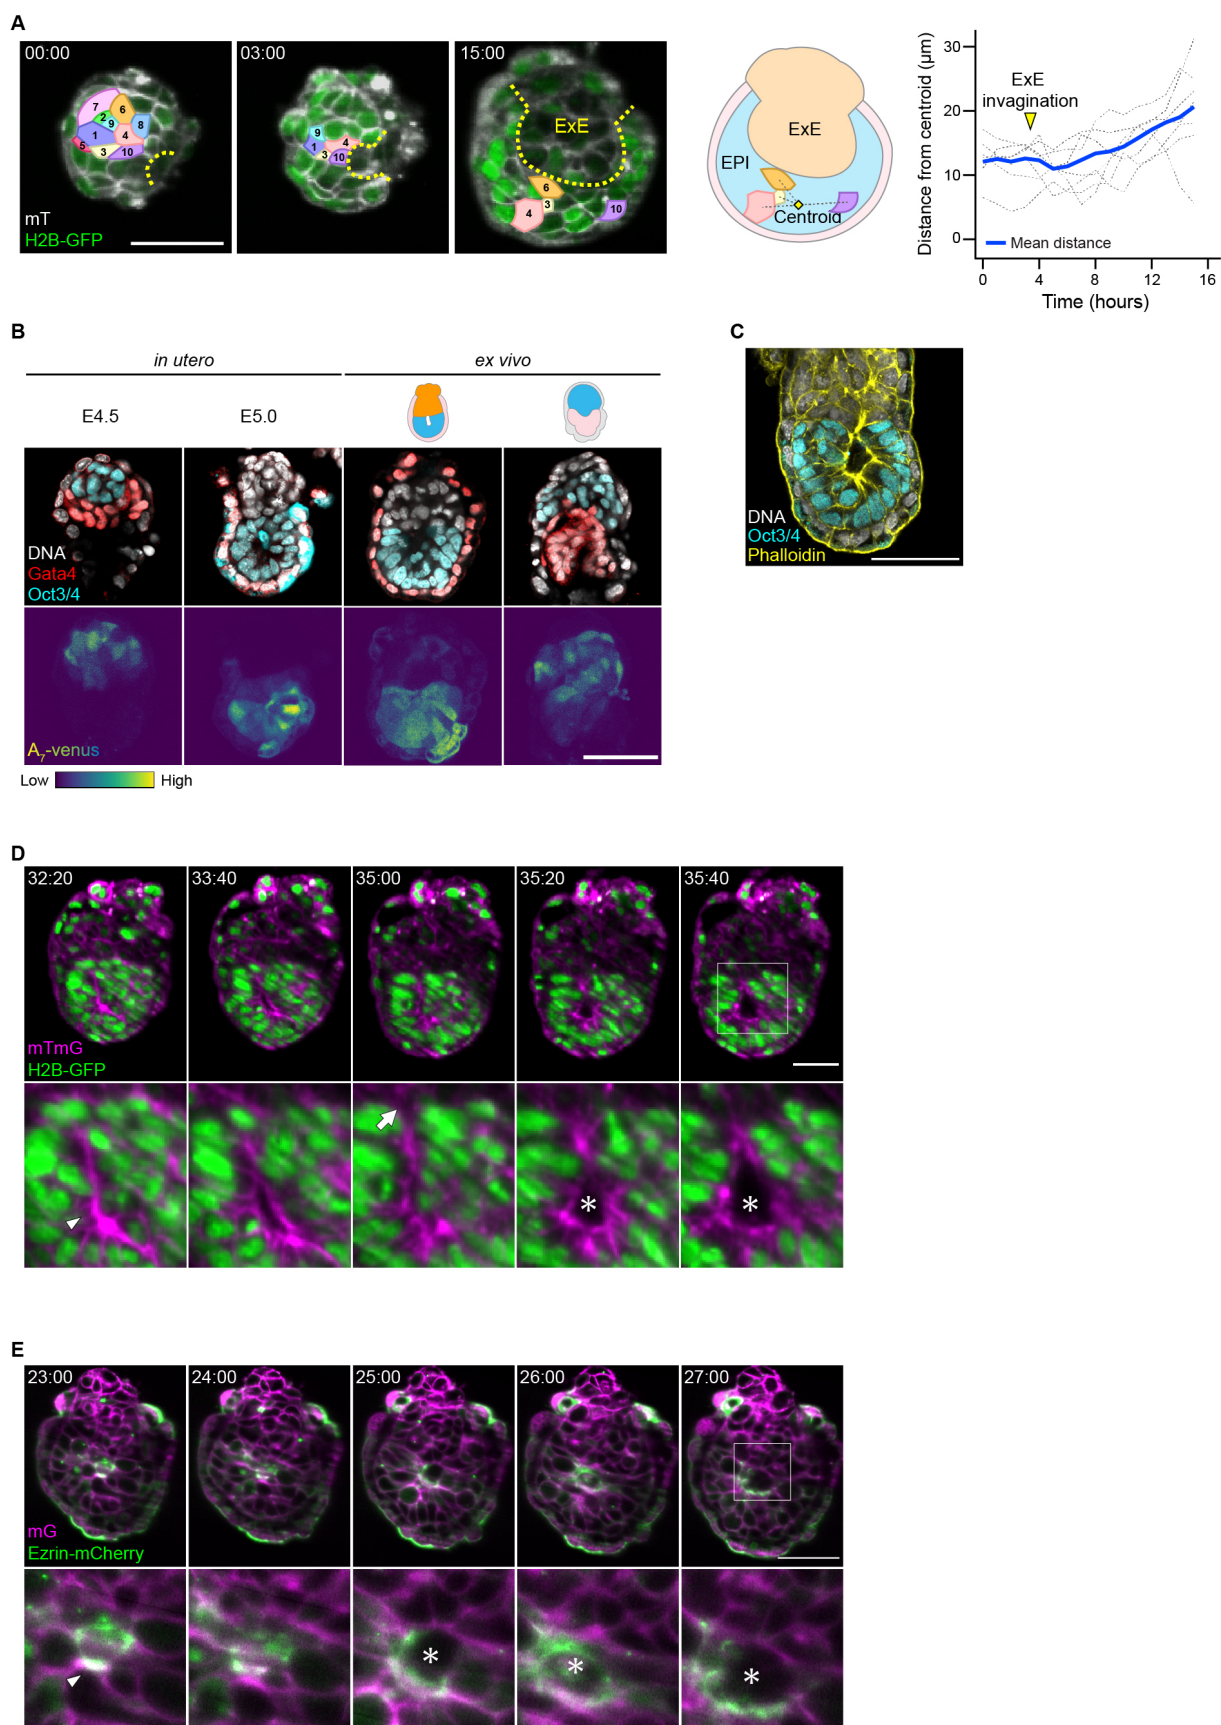 A
00:00
03:00
15:00
7
6
2
9
8
1
4
5
3
10
mT
H2B-GFP
9
1
4
3
10
ExE
6
3
4
10
ExE
EPI
Centroid
Distance from centroid (μm)
30
20
10
0
ExE
invagination
Mean distance
0
4
8
12
16
Time (hours)
B
in utero
ex vivo
E4.5
E5.0
DNA
Gata4
Oct3/4
A7-venus
Low
High
C
DNA
Oct3/4
Phalloidin
D
32:20
33:40
35:00
35:20
35:40
mTmG
H2B-GFP
*
*
E
23:00
24:00
25:00
26:00
27:00
mG
Ezrin-mCherry
*
*
*